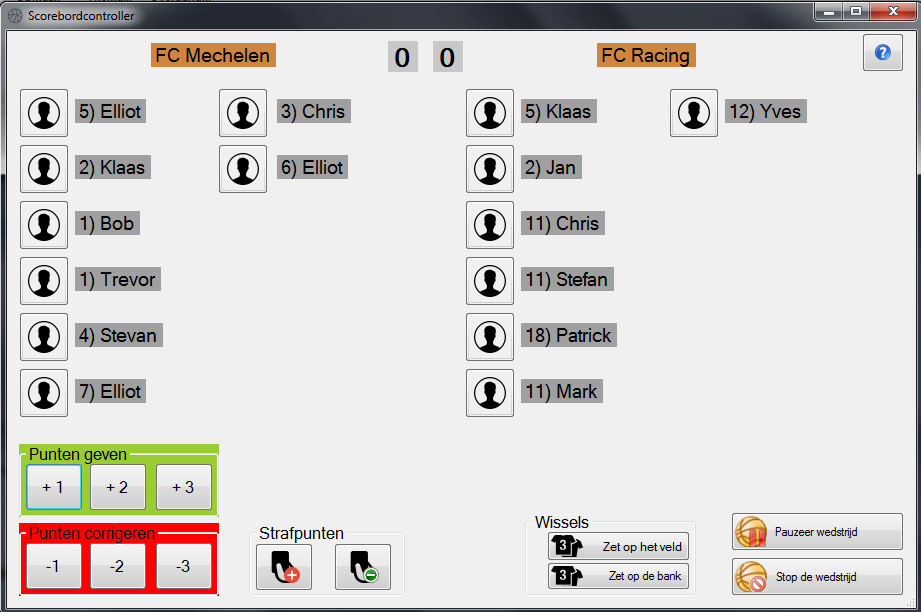 Scorebordcontroller
FC Mechelen
0 0
FC Racing
5) Elliot
3) Chris
2) Klaas
6) Elliot
1) Bob
1) Trevor
4) Stevan
7) Elliot
5) Klaas
12) Yves
2) Jan
11) Chris
11) Stefan
18) Patrick
11) Mark
Punten geven
+ 1
+ 2
+ 3
Punten corrigeren
-1
-2
-3
Strafpunten
Wissels
3 Zet op het veld
3 Zet op de bank
Pauzeer wedstrijd
Stop de wedstrijd